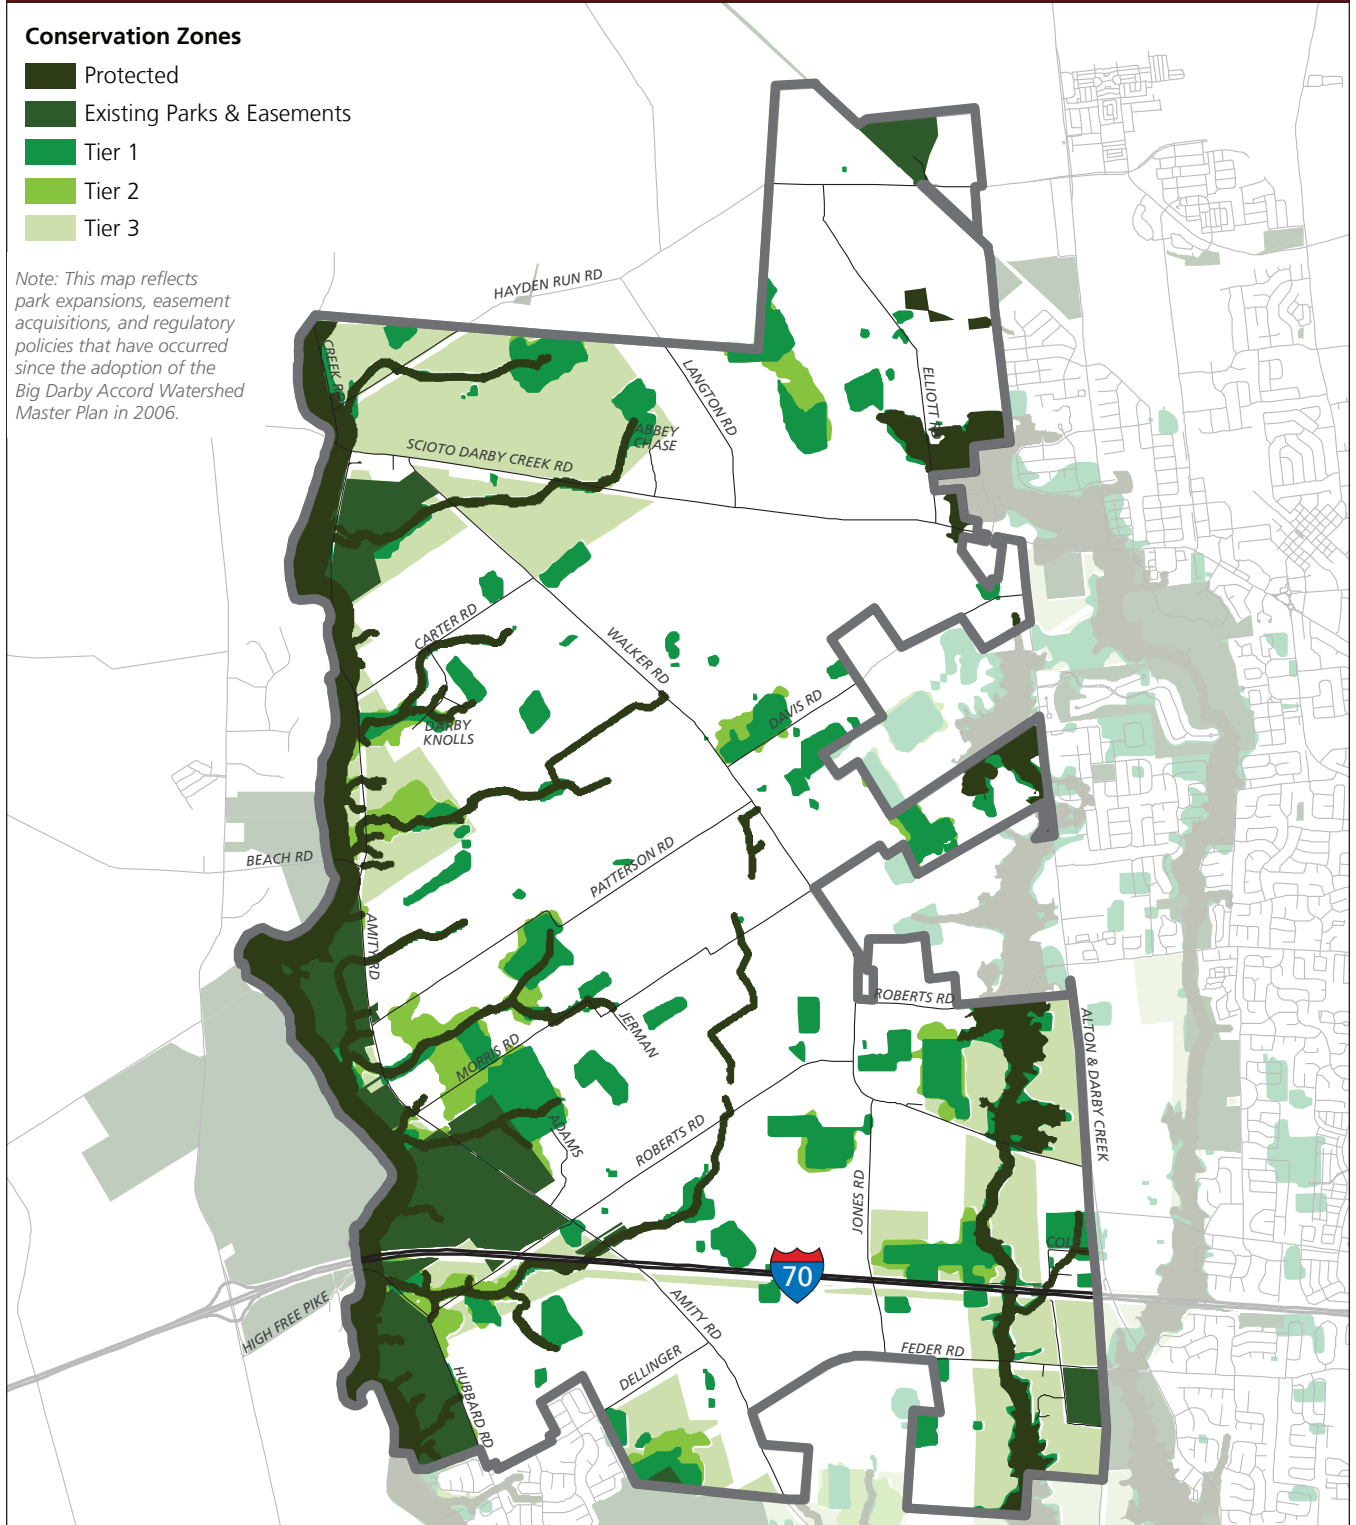 Conservation Zones
Protected
Existing Parks & Easements
Tier 1
Tier 2
Tier 3
Note: This map reflects
park expansions, easement
acquisitions, and regulatory
policies that have occurred
since the adoption of the
Big Darby Accord Watershed
Master Plan in 2006.
HAYDEN RUN RD
CREEK RD
LANGTON RD
ELLIOTT RD
ABBEY
CHASE
SCIOTO DARBY CREEK RD
CARTER RD
WALKER RD
DARBY
KNOLLS
DAVIS RD
BEACH RD
PATTERSON RD
AMITY RD
ROBERTS RD
JERMAN
MORRIS RD
ALTON & DARBY CREEK
ADAMS
ROBERTS RD
JONES RD
70
HIGH FREE PIKE
AMITY RD
FEDER RD
DELLINGER
HUBBARD RD